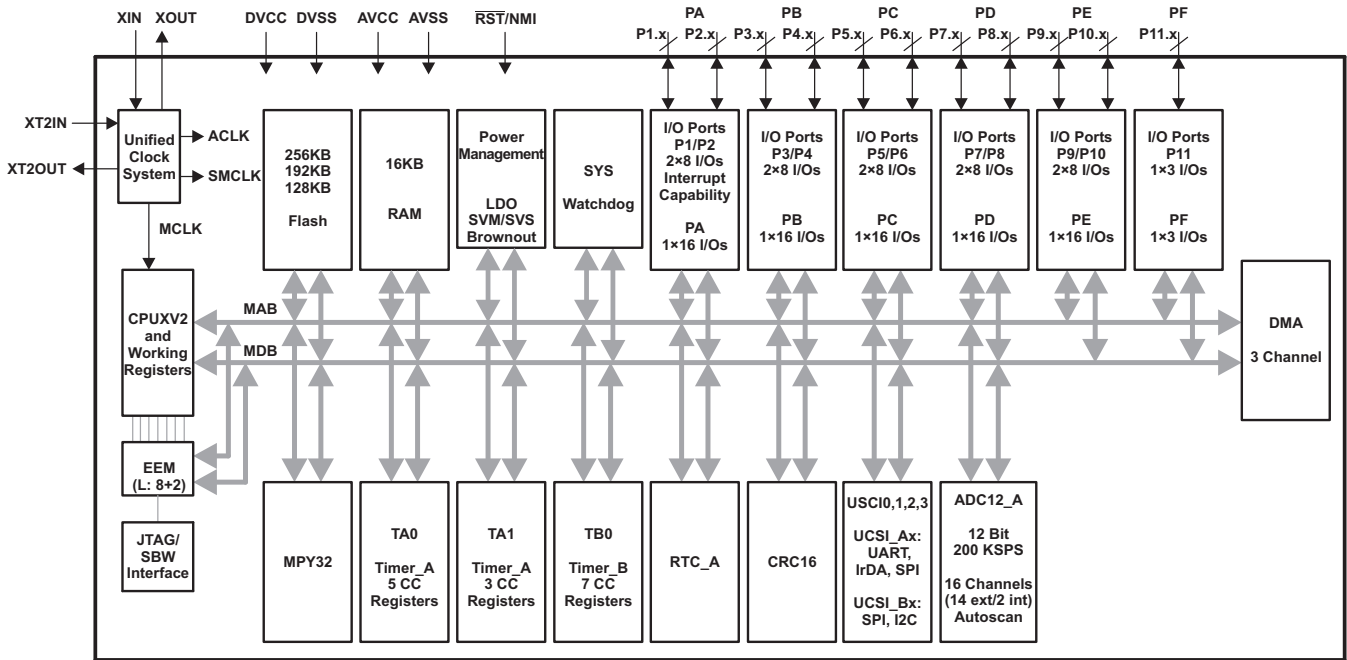 XIN XOUT DVCC DVSS AVCC AVSS RST/NMI
PA PB PC PD PE PF
P1.x P2.x P3.x P4.x P5.x P6.x P7.x P8.x P9.x P10.x P11.x
XT2IN
XT2OUT
Unified
Clock
System
ACLK
SMCLK
MCLK
256KB
192KB
128KB
Flash
16KB
RAM
Power
Management
LDO
SVM/SVS
Brownout
SYS
Watchdog
I/O Ports
P1/P2
2×8 I/Os
Interrupt
Capability
PA
1×16 I/Os
I/O Ports
P3/P4
2×8 I/Os
PB
1×16 I/Os
I/O Ports
P5/P6
2×8 I/Os
PC
1×16 I/Os
I/O Ports
P7/P8
2×8 I/Os
PD
1×16 I/Os
I/O Ports
P9/P10
2×8 I/Os
PE
1×16 I/Os
I/O Ports
P11
1×3 I/Os
PF
1×3 I/Os
CPUXV2
and
Working
Registers
MAB
MDB
DMA
3 Channel
EEM
(L: 8+2)
JTAG/
SBW
Interface
MPY32
TA0
Timer_A
5 CC
Registers
TA1
Timer_A
3 CC
Registers
TB0
Timer_B
7 CC
Registers
RTC_A
CRC16
USCI0,1,2,3
UCSI_Ax:
UART,
IrDA, SPI
UCSI_Bx:
SPI, I2C
ADC12_A
12 Bit
200 KSPS
16 Channels
(14 ext/2 int)
Autoscan